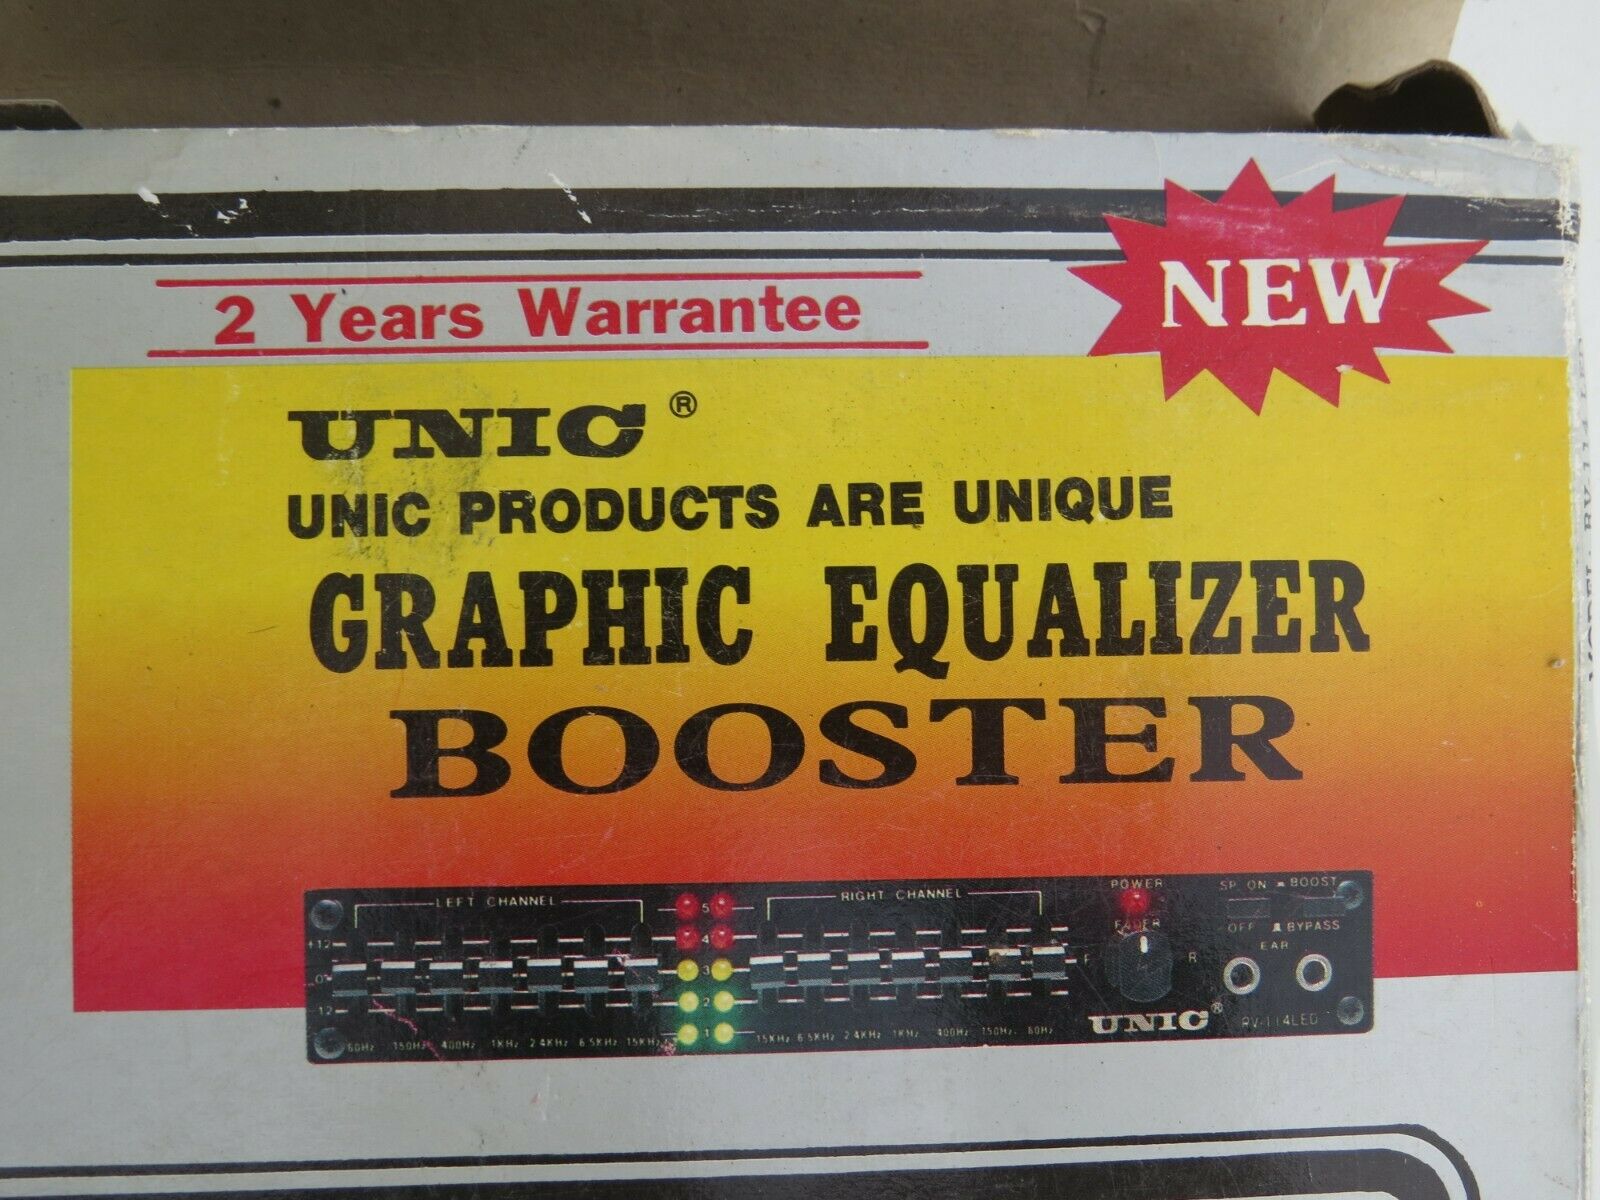 NEW
2 Years Warrantee
UNIC®
UNIC PRODUCTS ARE UNIQUE
GRAPHIC EQUALIZER
BOOSTER
LEFT CHANNEL
RIGHT CHANNEL
POWER
SP ON BOOST
FADER
OFF BYPASS
EAR
+12
0
12
5
4
3
2
1
F
R
60Hz 150Hz 400Hz 1KHz 2.4KHz 6.5KHz 15KHz
15KHz 6.5KHz 2.4KHz 1KHz 400Hz 150Hz 60Hz
UNIC®